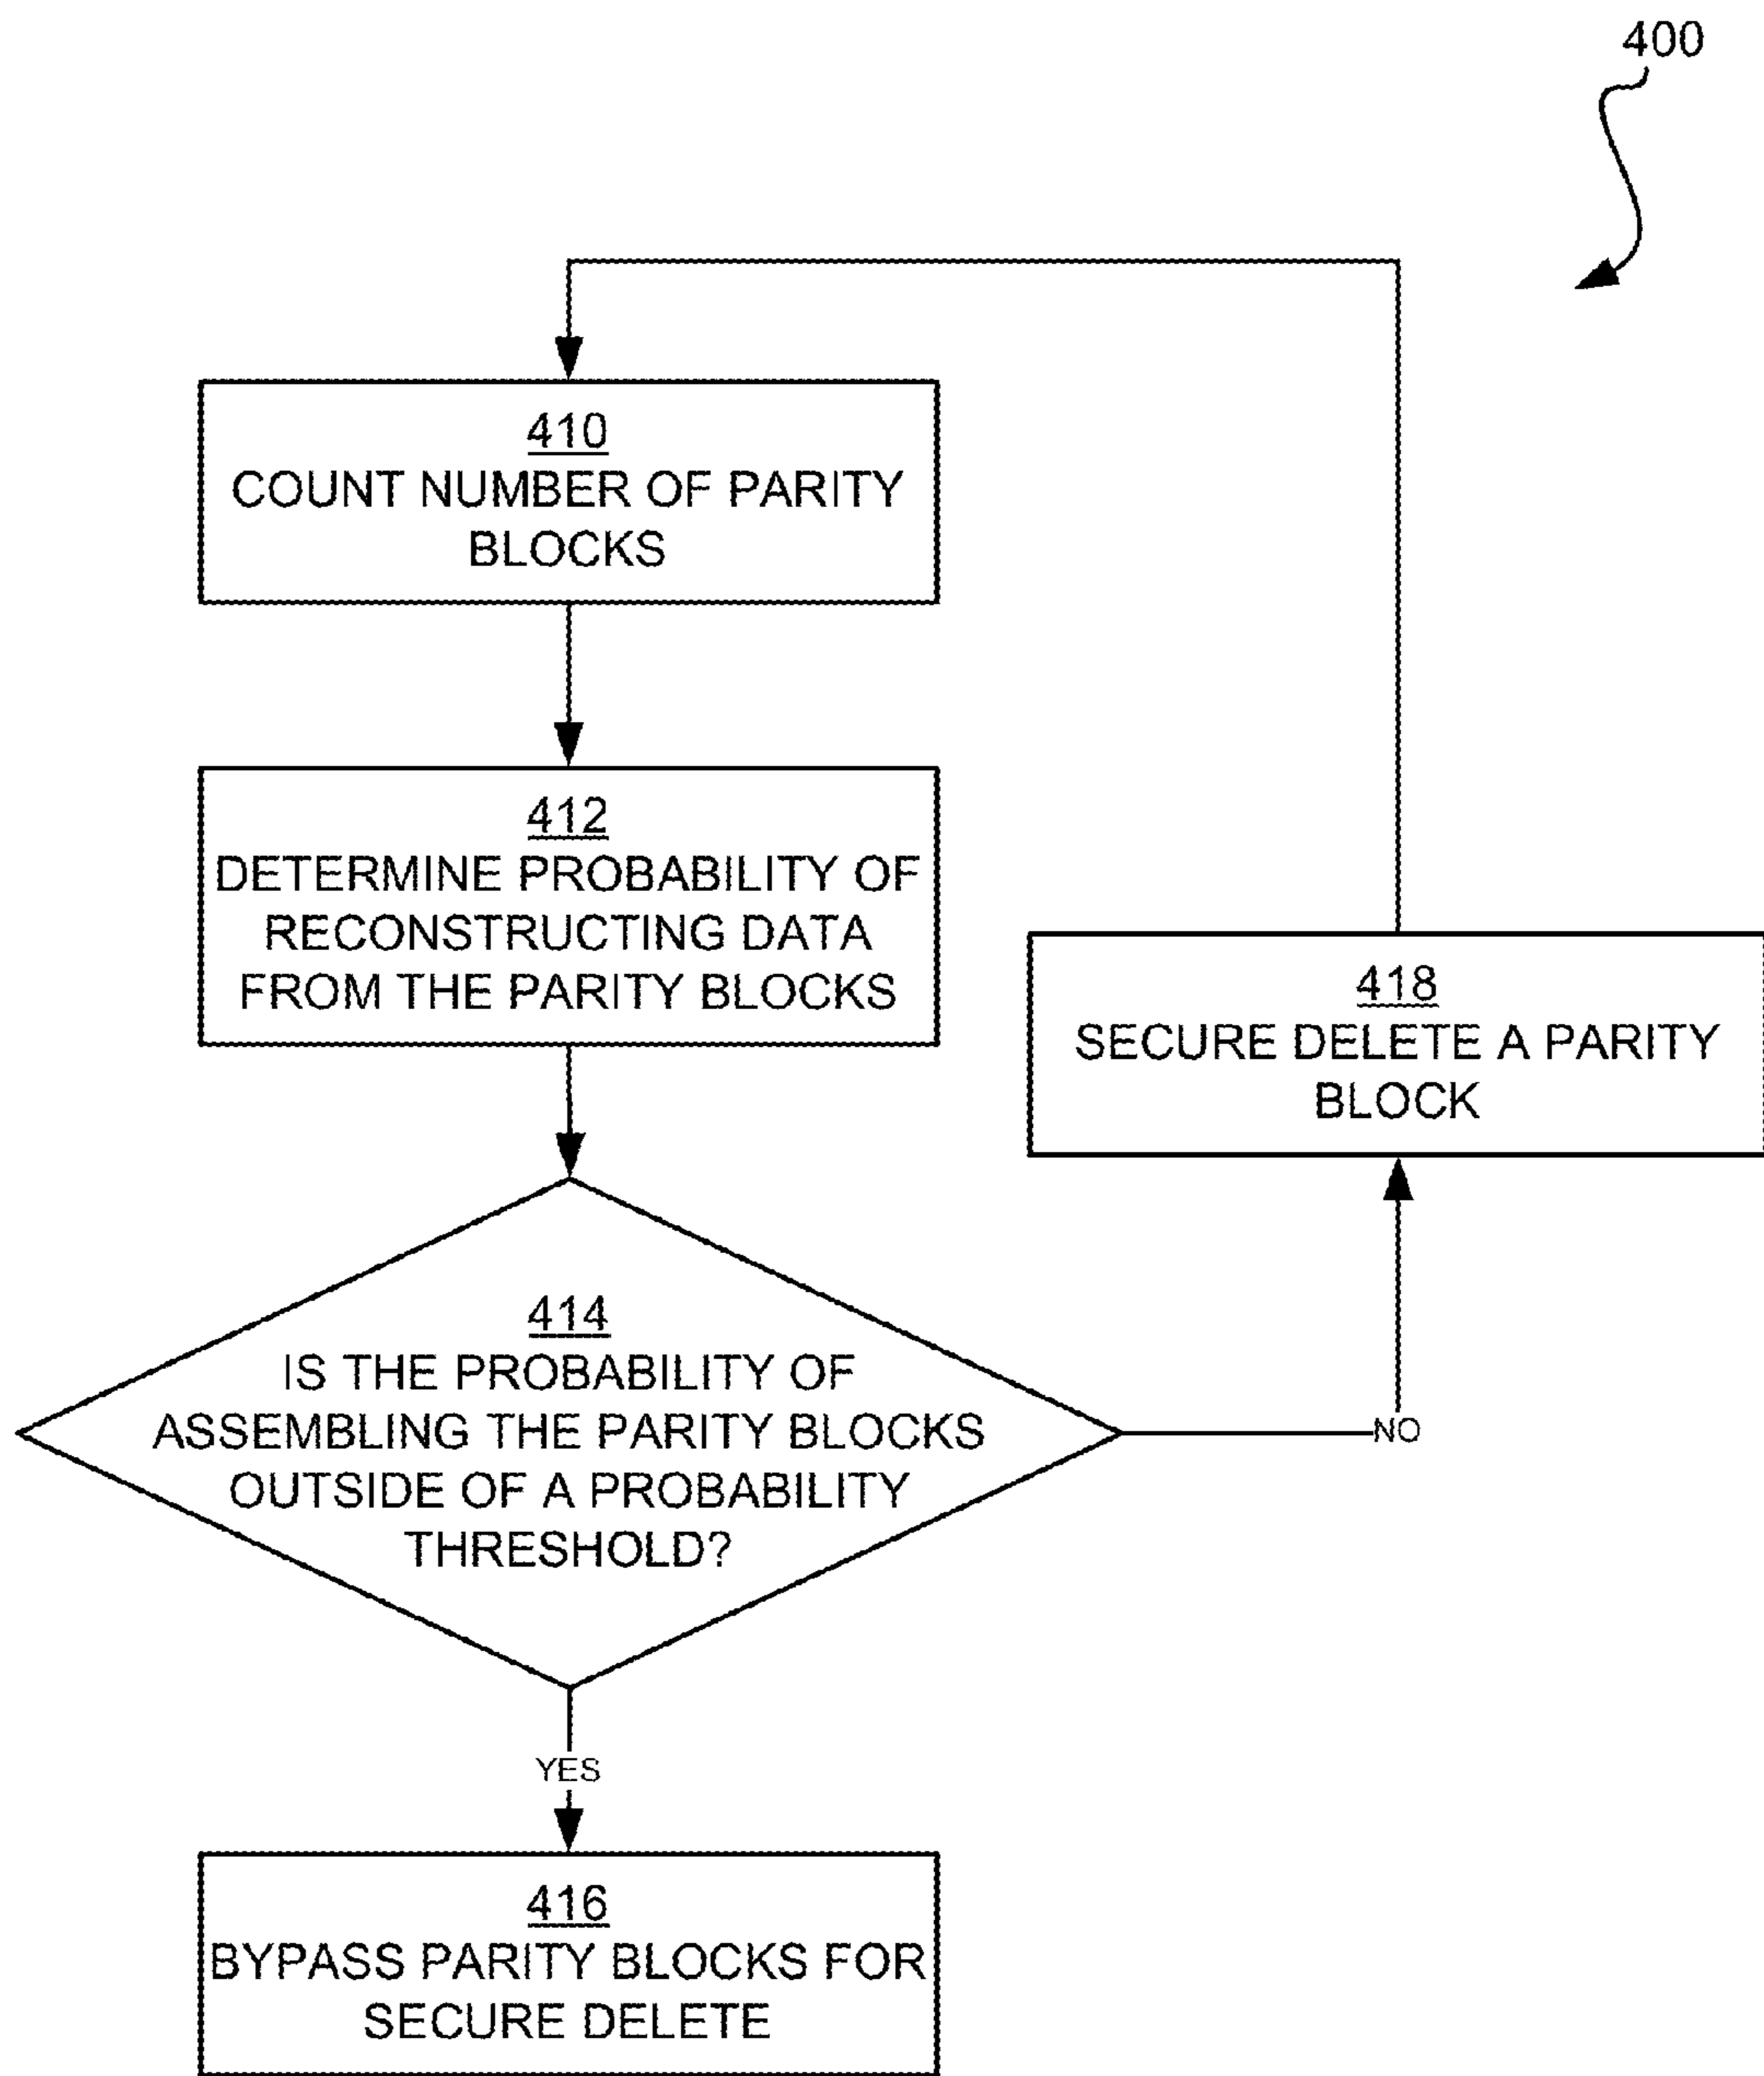 400
410
COUNT NUMBER OF PARITY
BLOCKS
412
DETERMINE PROBABILITY OF
RECONSTRUCTING DATA
FROM THE PARITY BLOCKS
418
SECURE DELETE A PARITY
BLOCK
414
IS THE PROBABILITY OF
ASSEMBLING THE PARITY BLOCKS
OUTSIDE OF A PROBABILITY
THRESHOLD?
NO
YES
416
BYPASS PARITY BLOCKS FOR
SECURE DELETE